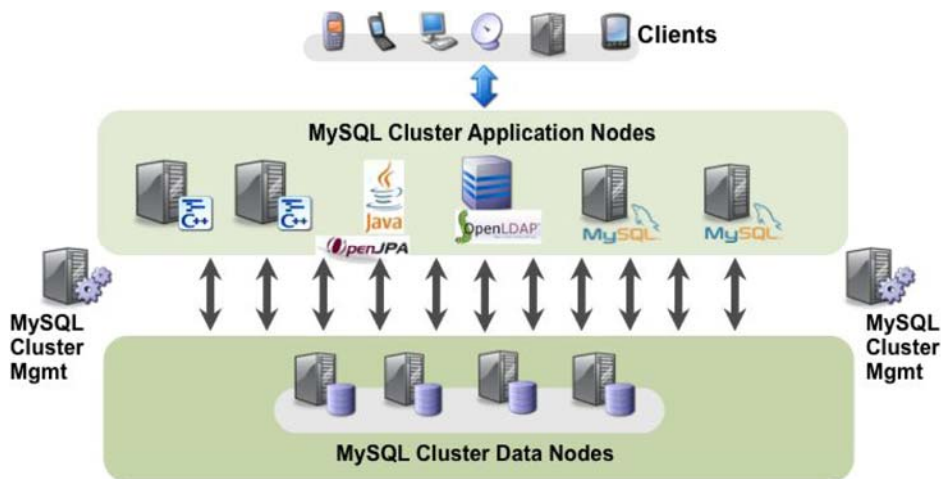 Clients
MySQL Cluster Application Nodes
C++
C++
Java
OpenJPA
OpenLDAP
MySQL
MySQL
MySQL
Cluster
Mgmt
MySQL
Cluster
Mgmt
MySQL Cluster Data Nodes